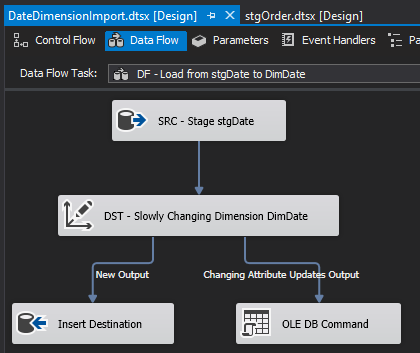 DateDimensionImport.dtsx [Design] stgOrder.dtsx [Design]
Control Flow Data Flow Parameters Event Handlers Pa
Data Flow Task: DF - Load from stgDate to DimDate
SRC - Stage stgDate
DST - Slowly Changing Dimension DimDate
New Output Changing Attribute Updates Output
Insert Destination OLE DB Command